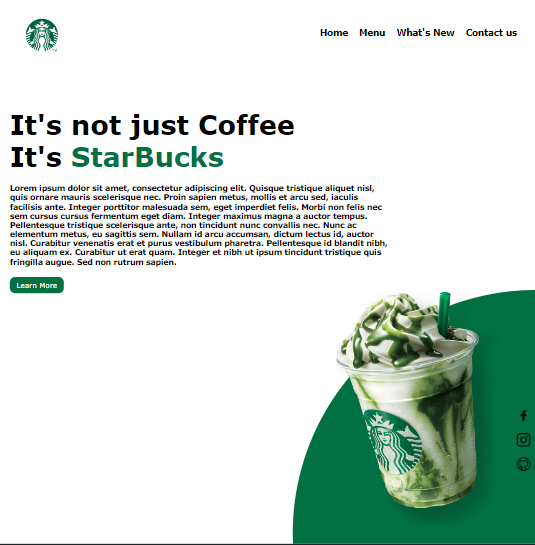 Home Menu What's New Contact us
It's not just Coffee
It's StarBucks
Lorem ipsum dolor sit amet, consectetur adipiscing elit. Quisque tristique aliquet nisl,
quis ornare mauris scelerisque nec. Proin sapien metus, mollis et arcu sed, iaculis
facilisis ante. Integer porttitor malesuada sem, eget imperdiet felis. Morbi non felis nec
sem cursus cursus fermentum eget diam. Integer maximus magna a auctor tempus.
Pellentesque tristique scelerisque ante, non tincidunt nunc convallis nec. Nunc ac
elementum metus, eu sagittis sem. Nullam id arcu accumsan, dictum lectus id, auctor
nisl. Curabitur venenatis erat et purus vestibulum pharetra. Pellentesque id blandit nibh,
eu aliquam ex. Curabitur ut erat quam. Integer et nibh ut ipsum tincidunt tristique quis
fringilla augue. Sed non rutrum sapien.
Learn More